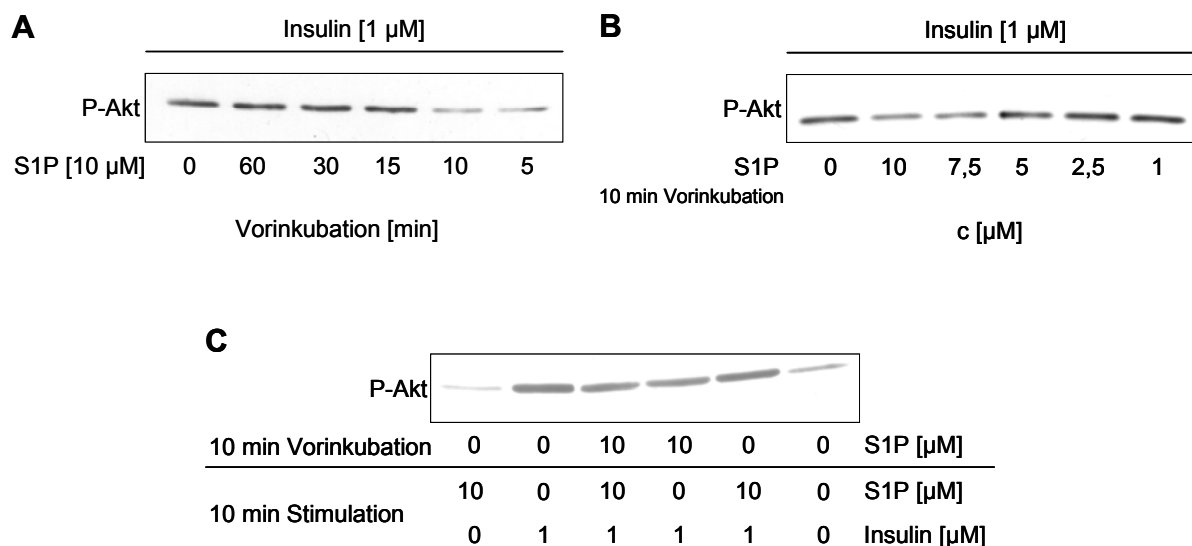 A
Insulin [1 µM]
P-Akt
S1P [10 µM] 0 60 30 15 10 5
Vorinkubation [min]
B
Insulin [1 µM]
P-Akt
S1P 0 10 7,5 5 2,5 1
10 min Vorinkubation
c [µM]
C
P-Akt
10 min Vorinkubation 0 0 10 10 0 0 S1P [µM]
10 0 10 0 10 0 S1P [µM]
10 min Stimulation
0 1 1 1 1 0 Insulin [µM]